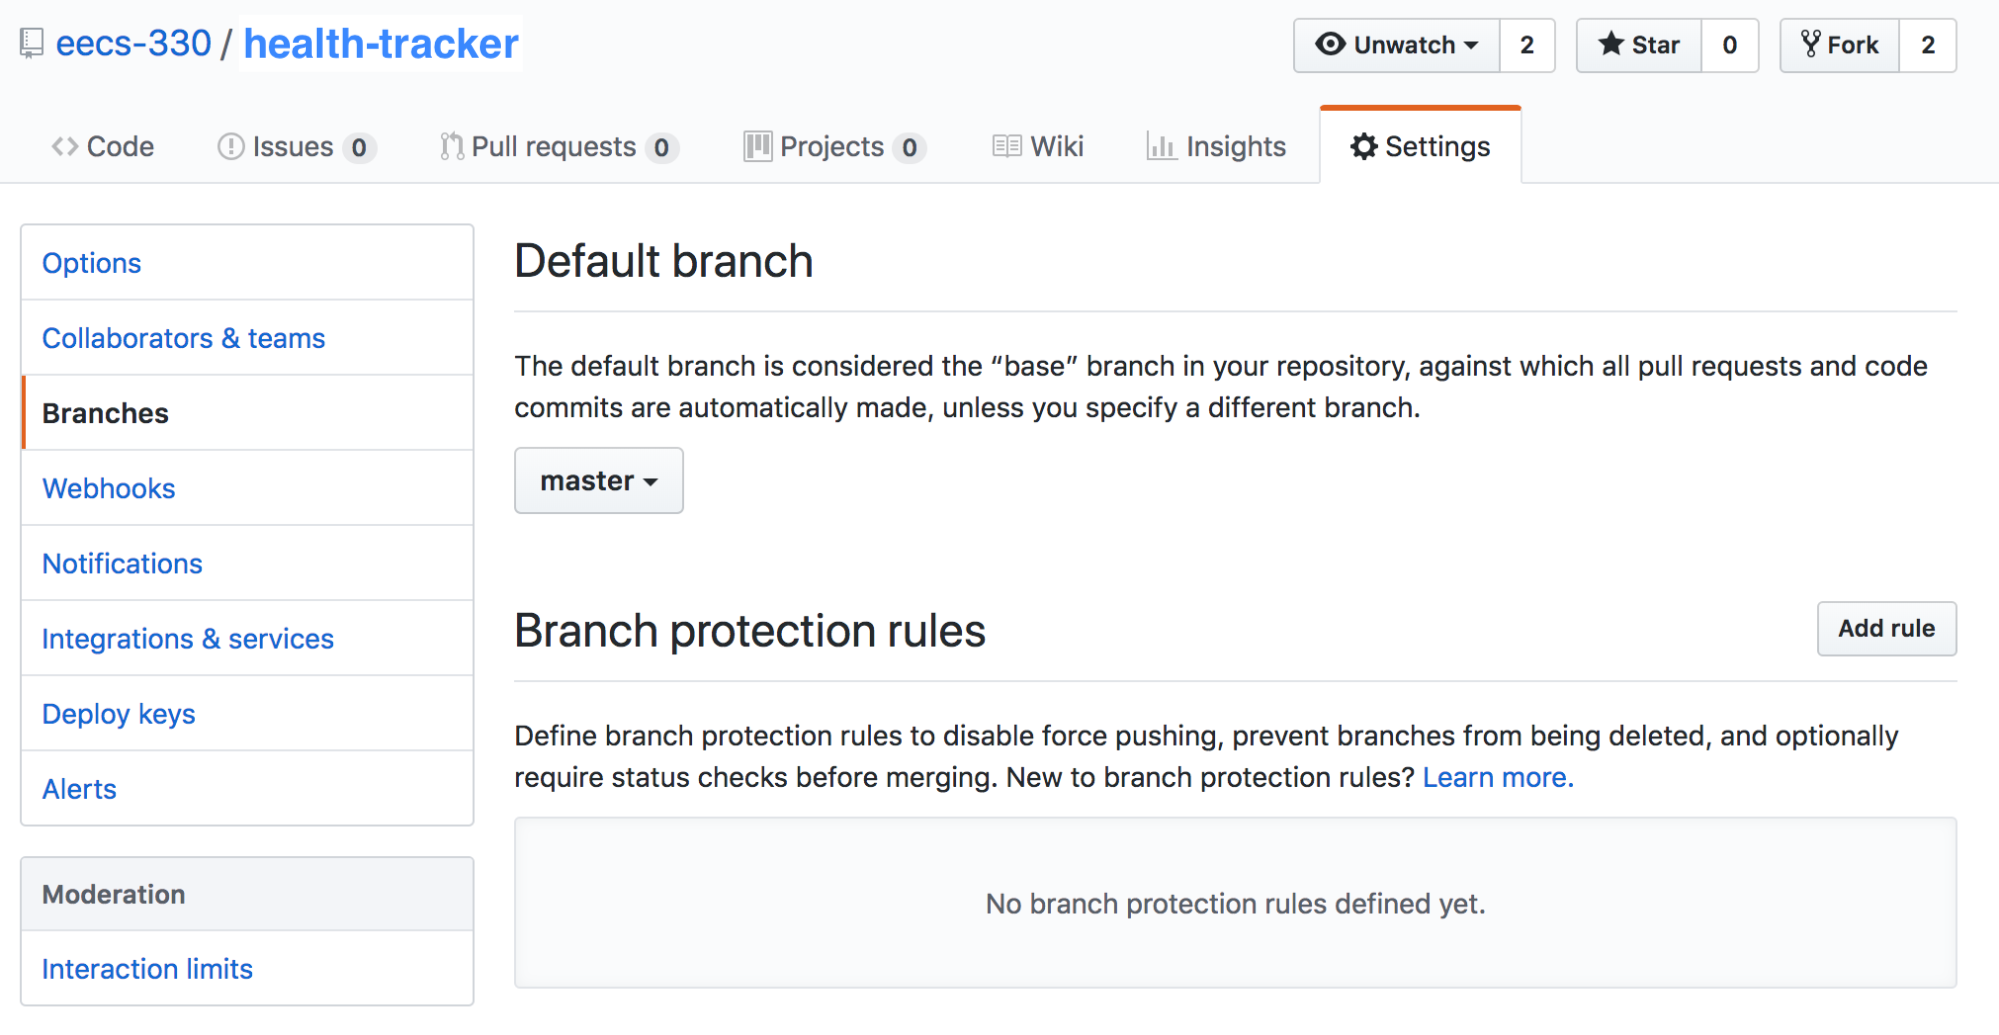 eecs-330 / health-tracker
Unwatch 2
Star 0
Fork 2
Code
Issues 0
Pull requests 0
Projects 0
Wiki
Insights
Settings
Options
Collaborators & teams
Branches
Webhooks
Notifications
Integrations & services
Deploy keys
Alerts
Moderation
Interaction limits
Default branch
The default branch is considered the “base” branch in your repository, against which all pull requests and code
commits are automatically made, unless you specify a different branch.
master
Branch protection rules
Add rule
Define branch protection rules to disable force pushing, prevent branches from being deleted, and optionally
require status checks before merging. New to branch protection rules? Learn more.
No branch protection rules defined yet.